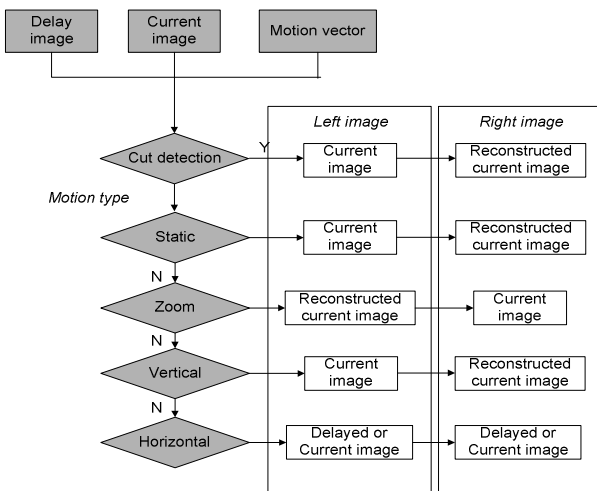 Delay
image
Current
image
Motion vector
Left image
Right image
Cut detection
Y
Current
image
Reconstructed
current image
Motion type
Static
Current
image
Reconstructed
current image
N
Zoom
Reconstructed
current image
Current
image
N
Vertical
Current
image
Reconstructed
current image
N
Horizontal
Delayed or
Current image
Delayed or
Current image